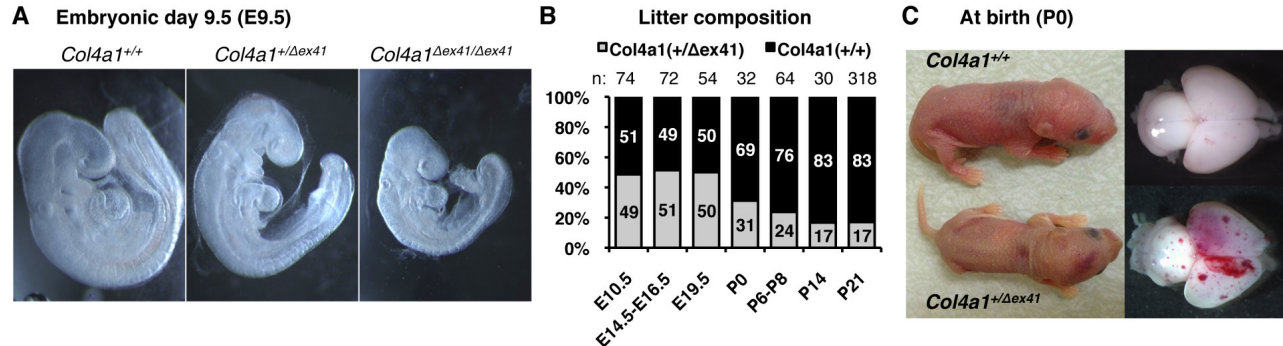 A Embryonic day 9.5 (E9.5)
Col4a1+/+ Col4a1+/Δex41 Col4a1Δex41/Δex41
B Litter composition
Col4a1(+/Δex41) Col4a1(+/+)
n: 74 72 54 32 64 30 318
100%
80%
60%
40%
20%
0%
51 49 50 69 76 83 83
49 51 50 31 24 17 17
E10.5 E14.5-E16.5 E19.5 P0 P6-P8 P14 P21
C At birth (P0)
Col4a1+/+
Col4a1+/Δex41